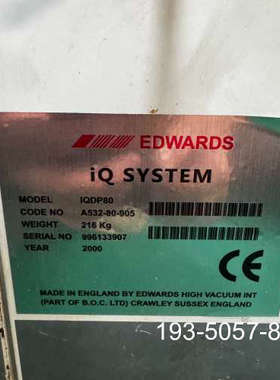 EDWARDS
iQ SYSTEM
MODEL IQDP80
CODE NO A532-80-905
WEIGHT 216 Kg
SERIAL NO 996133907
YEAR 2000
CE
MADE IN ENGLAND BY EDWARDS HIGH VACUUM INT
(PART OF B.O.C. LTD) CRAWLEY SUSSEX ENGLAND
193-5057-8